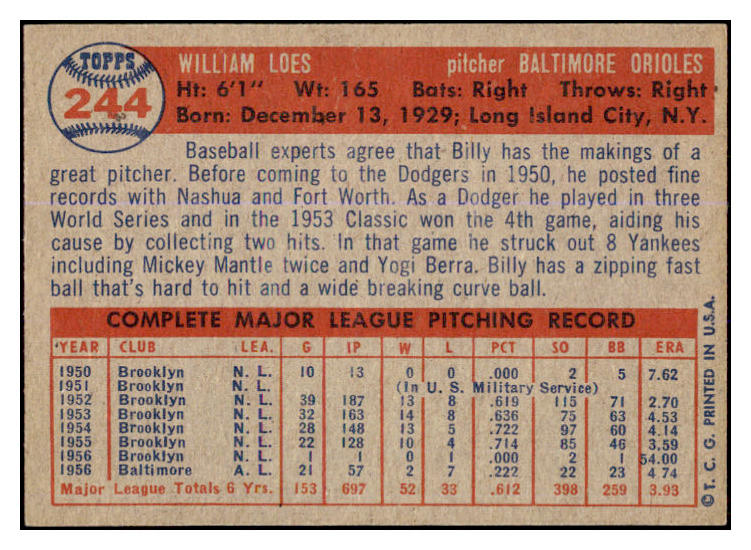 TOPPS
244
WILLIAM LOES pitcher BALTIMORE ORIOLES
Ht: 6'1" Wt: 165 Bats: Right Throws: Right
Born: December 13, 1929; Long Island City, N.Y.
Baseball experts agree that Billy has the makings of a
great pitcher. Before coming to the Dodgers in 1950, he posted fine
records with Nashua and Fort Worth. As a Dodger he played in three
World Series and in the 1953 Classic won the 4th game, aiding his
cause by collecting two hits. In that game he struck out 8 Yankees
including Mickey Mantle twice and Yogi Berra. Billy has a zipping fast
ball that's hard to hit and a wide breaking curve ball.
COMPLETE MAJOR LEAGUE PITCHING RECORD
YEAR CLUB LEA. G IP W L PCT SO BB ERA
1950 Brooklyn N. L. 10 13 0 0 .000 2 5 7.62
1951 Brooklyn N. L. (In U. S. Military Service)
1952 Brooklyn N. L. 39 187 13 8 .619 115 71 2.70
1953 Brooklyn N. L. 32 163 14 8 .636 75 63 4.53
1954 Brooklyn N. L. 28 148 13 5 .722 97 60 4.14
1955 Brooklyn N. L. 22 128 10 4 .714 85 46 3.59
1956 Brooklyn N. L. 1 1 0 1 .000 2 1 54.00
1956 Baltimore A. L. 21 57 2 7 .222 22 23 4 74
Major League Totals 6 Yrs. 153 697 52 33 .612 398 259 3.93
© T. C. G. PRINTED IN U.S.A.